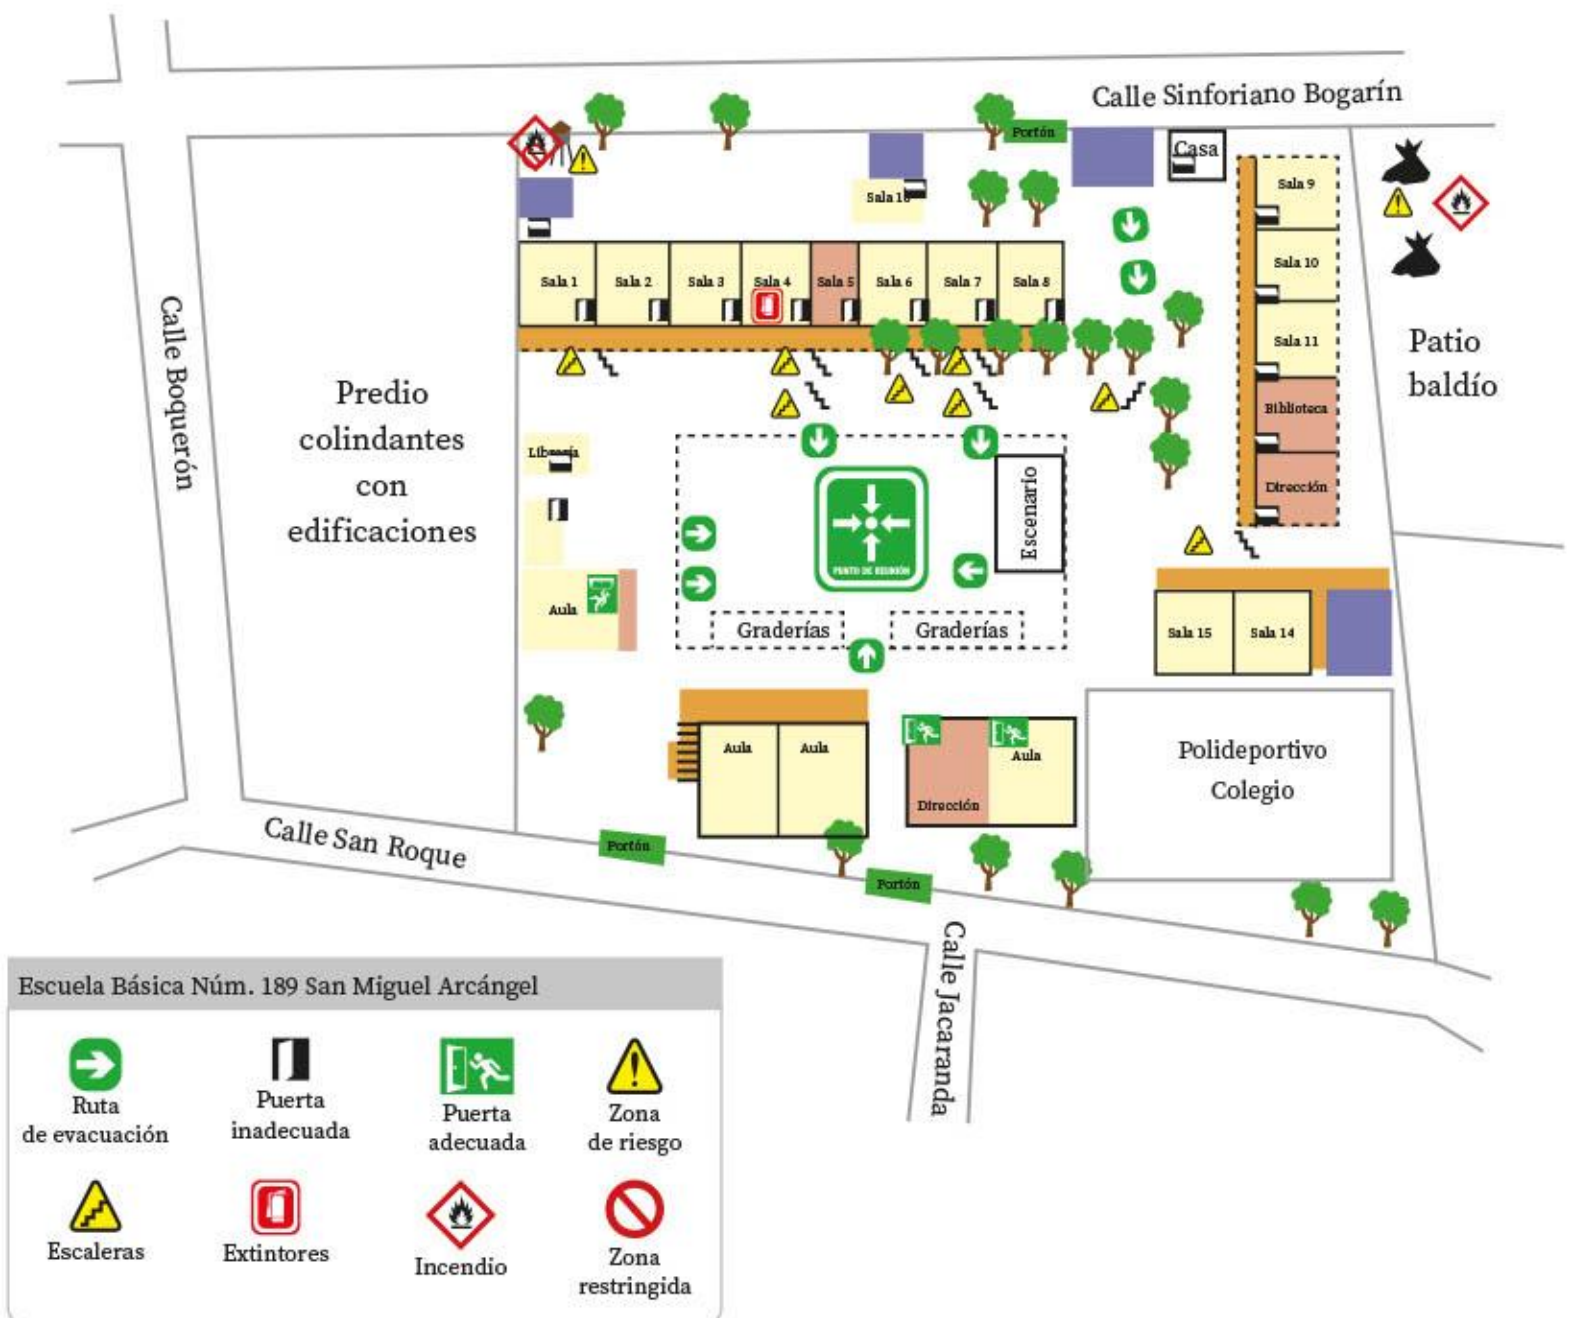 Calle Sinforiano Bogarín
Portón
Casa
Sala 9
Sala 16
Sala 10
Sala 1
Sala 2
Sala 3
Sala 4
Sala 5
Sala 6
Sala 7
Sala 8
Sala 11
Patio
baldío
Calle Boquerón
Predio
colindantes
con
edificaciones
Biblioteca
Librería
Dirección
Escenario
PUNTO DE REUNIÓN
Aula
Graderías
Graderías
Sala 15
Sala 14
Aula
Aula
Aula
Dirección
Polideportivo
Colegio
Calle San Roque
Portón
Portón
Calle Jacaranda
Escuela Básica Núm. 189 San Miguel Arcángel
Ruta
de evacuación
Puerta
inadecuada
Puerta
adecuada
Zona
de riesgo
Escaleras
Extintores
Incendio
Zona
restringida